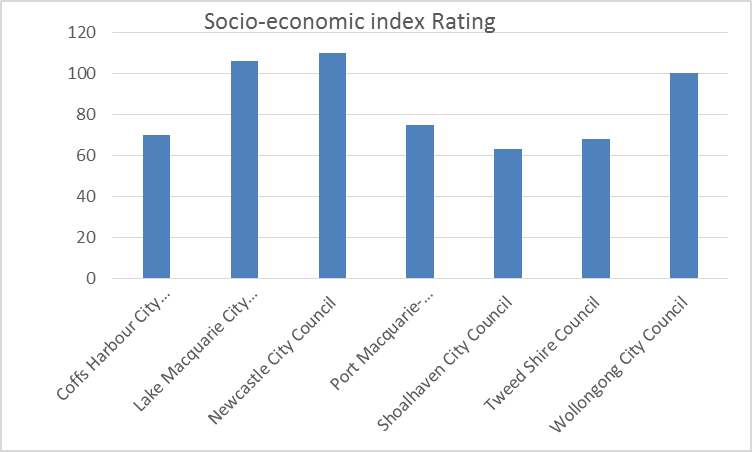 Socio-economic index Rating
120
100
80
60
40
20
0
Coffs Harbour City...
Lake Macquarie City...
Newcastle City Council
Port Macquarie-...
Shoalhaven City Council
Tweed Shire Council
Wollongong City Council